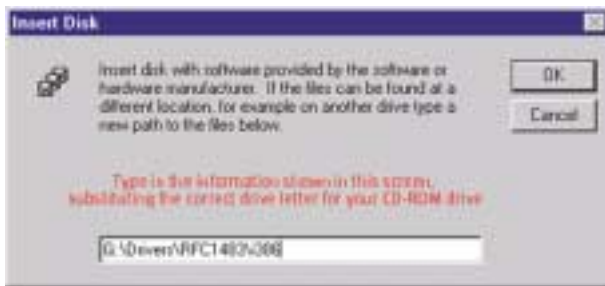 Insert Disk
Insert disk with software provided by the software or
hardware manufacturer. If the files can be found at a
different location, for example on another drive type a
new path to the files below.
OK
Cancel
Type in the information shown in this screen,
substituting the correct drive letter for your CD-ROM drive
G:\Drivers\RFC1483\i386